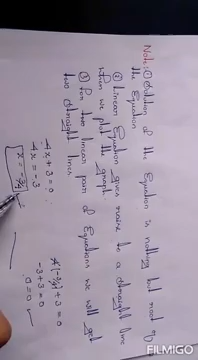 Note: ① Solution of the Equation is nothing but root of
the Equation
② Linear Equation gives raise to a straight line
when we plot the graph.
③ For two linear pair of Equations we will get
two straight lines
4x + 3 = 0
4x = -3
x = -3/4
4(-3/4) + 3 = 0
-3 + 3 = 0
0 = 0
FILMIGO